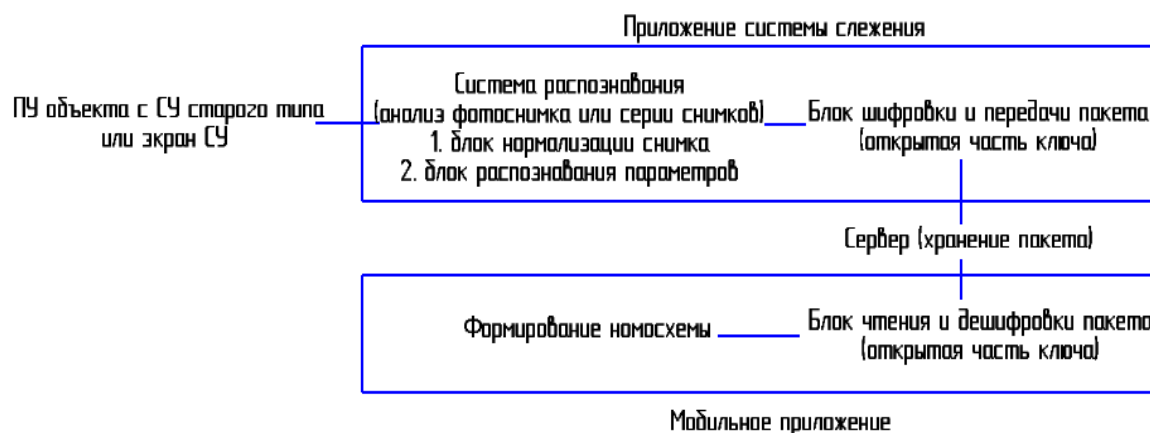 Приложение системы слежения
ПУ объекта с СУ старого типа
или экран СУ
Система распознавания
(анализ фотоснимка или серии снимков)
1. блок нормализации снимка
2. блок распознавания параметров
Блок шифровки и передачи пакета
(открытая часть ключа)
Сервер (хранение пакета)
Формирование номосхемы
Блок чтения и дешифровки пакета
(открытая часть ключа)
Мобильное приложение